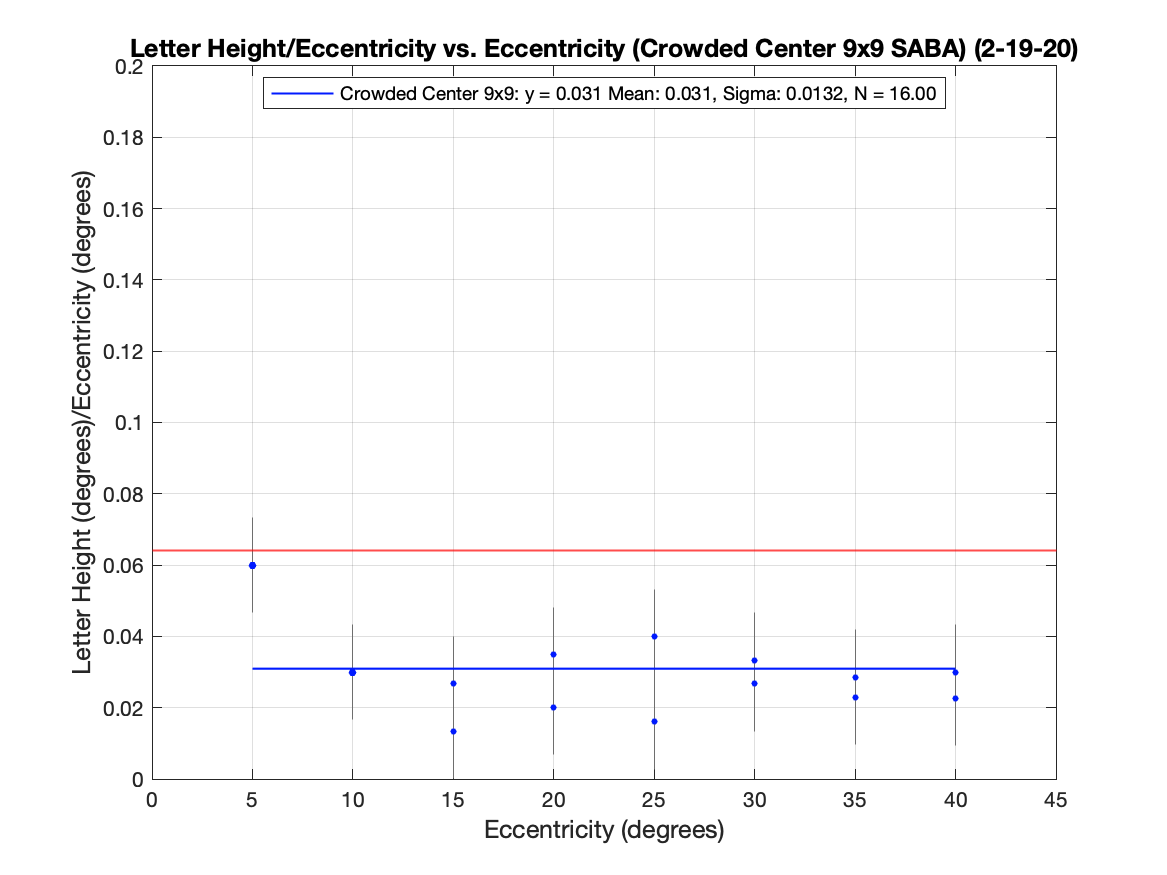 Letter Height/Eccentricity vs. Eccentricity (Crowded Center 9x9 SABA) (2-19-20)
Crowded Center 9x9: y = 0.031 Mean: 0.031, Sigma: 0.0132, N = 16.00
Letter Height (degrees)/Eccentricity (degrees)
0.2
0.18
0.16
0.14
0.12
0.1
0.08
0.06
0.04
0.02
0
0 5 10 15 20 25 30 35 40 45
Eccentricity (degrees)